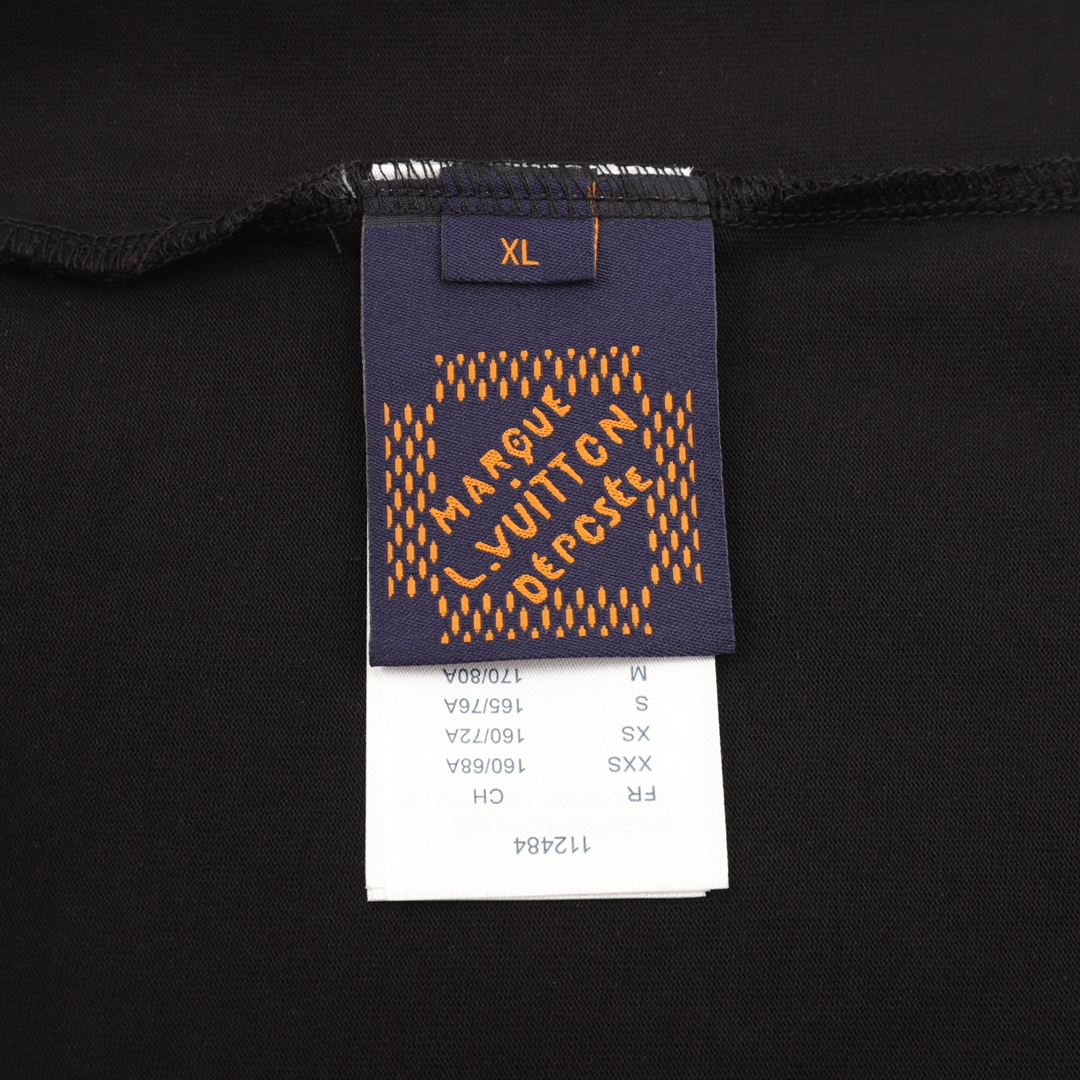 XL
MARQUE
L.VUITTON
DÉPOSÉE
112484
FR CH
XXS 160/68A
XS 160/72A
S 165/76A
M 170/80A